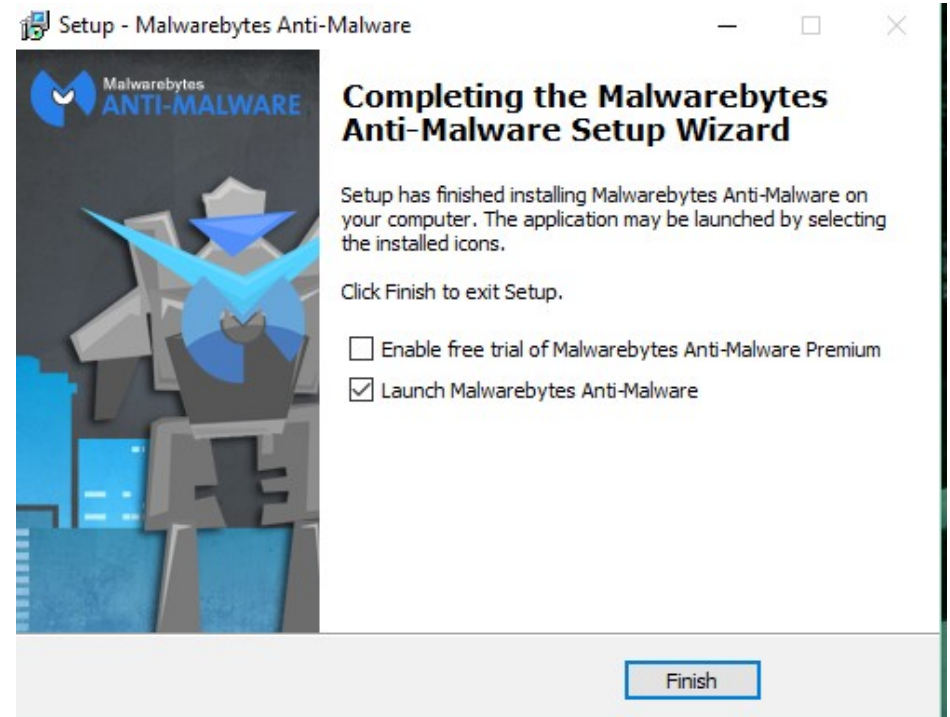 Setup - Malwarebytes Anti-Malware
Malwarebytes
ANTI-MALWARE
Completing the Malwarebytes
Anti-Malware Setup Wizard
Setup has finished installing Malwarebytes Anti-Malware on
your computer. The application may be launched by selecting
the installed icons.
Click Finish to exit Setup.
Enable free trial of Malwarebytes Anti-Malware Premium
Launch Malwarebytes Anti-Malware
Finish